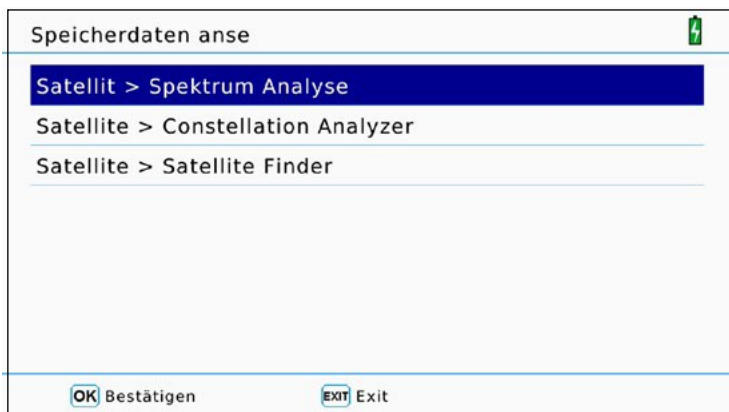 Speicherdaten anse
Satellit > Spektrum Analyse
Satellite > Constellation Analyzer
Satellite > Satellite Finder
OK Bestätigen EXIT Exit